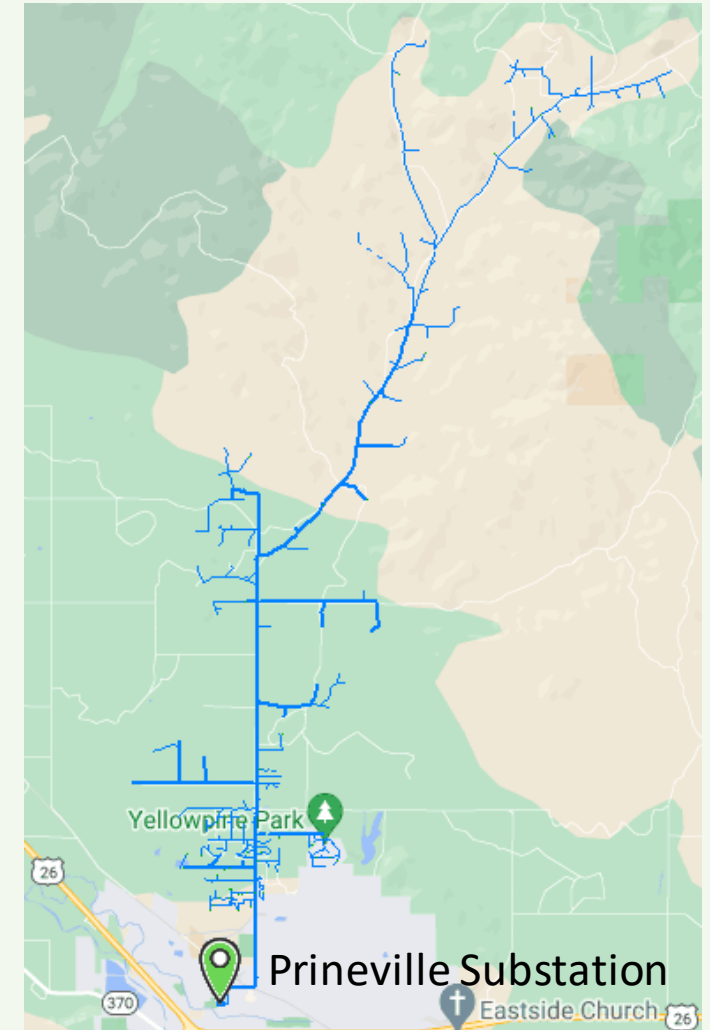 Yellowpine Park
26
Prineville Substation
370
Eastside Church
26